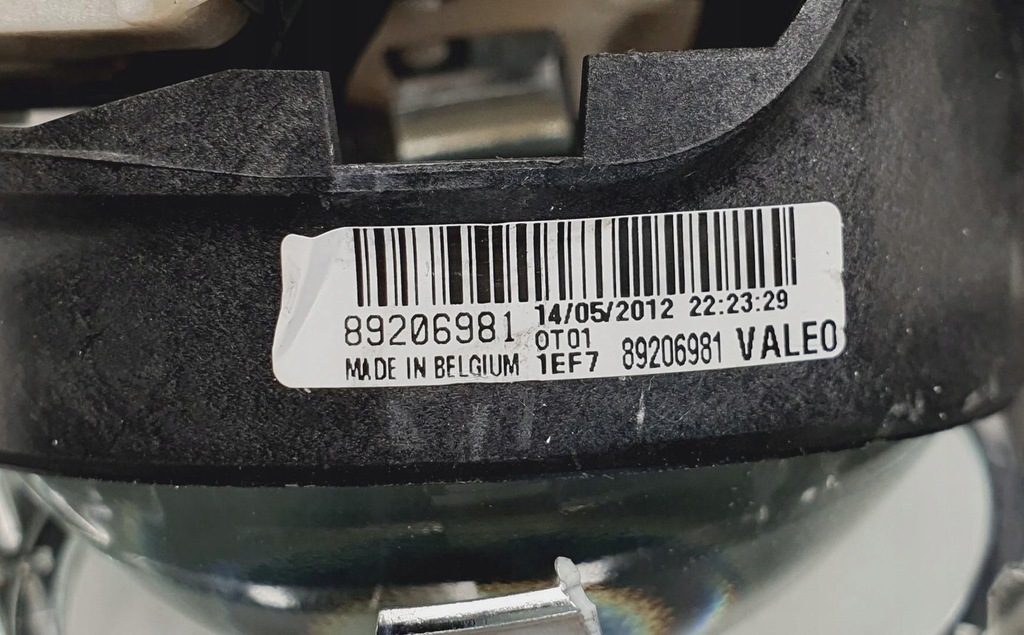 89206981 14/05/2012 22:23:29
0T01 89206981 VALEO
MADE IN BELGIUM 1EF7